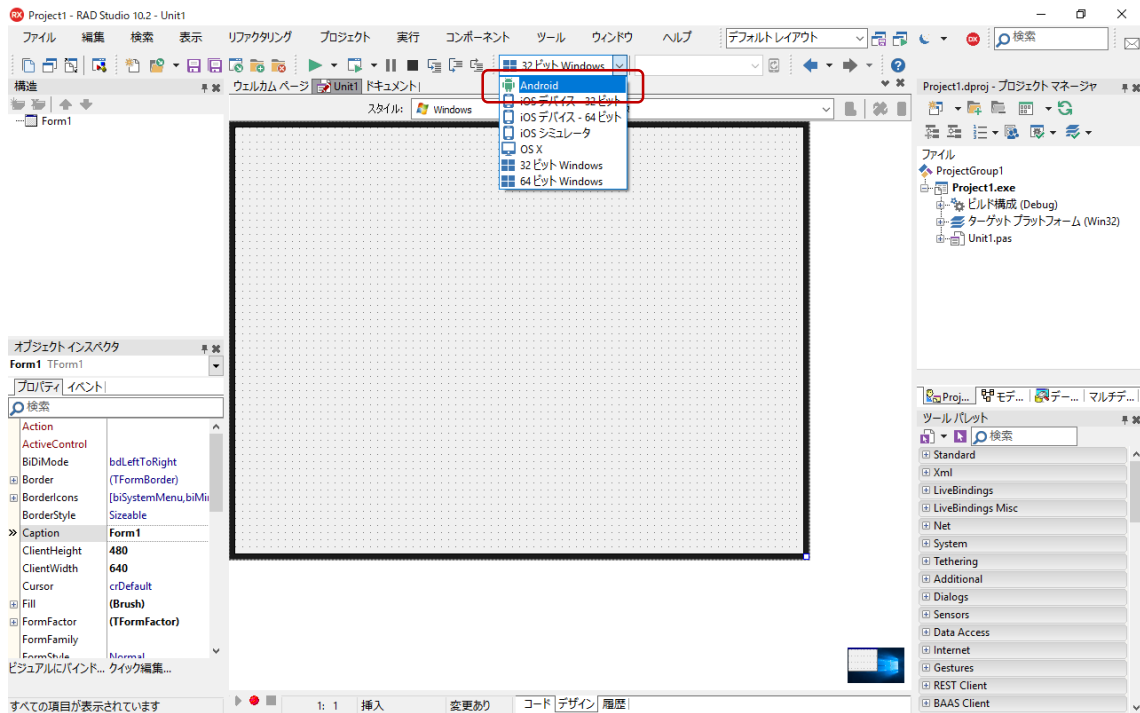 Project1 - RAD Studio 10.2 - Unit1
ファイル 編集 検索 表示 リファクタリング プロジェクト 実行 コンポーネント ツール ウィンドウ ヘルプ デフォルトレイアウト 検索
32 ビット Windows
構造
ウェルカム ページ Unit1 ドキュメント
Project1.dproj - プロジェクト マネージャ
Form1
スタイル: Windows
Android
iOS デバイス - 32 ビット
iOS デバイス - 64 ビット
iOS シミュレータ
OS X
32 ビット Windows
64 ビット Windows
ファイル
ProjectGroup1
Project1.exe
ビルド構成 (Debug)
ターゲット プラットフォーム (Win32)
Unit1.pas
オブジェクト インスペクタ
Form1 TForm1
プロパティ イベント
検索
Action
ActiveControl
BiDiMode bdLeftToRight
Border (TFormBorder)
BorderIcons [biSystemMenu,biMi
BorderStyle Sizeable
Caption Form1
ClientHeight 480
ClientWidth 640
Cursor crDefault
Fill (Brush)
FormFactor (TFormFactor)
FormFamily
FormStyle Normal
ビジュアルにバインド... クイック編集...
すべての項目が表示されています
Proj... モデ... デー... マルチデ...
ツール パレット
検索
Standard
Xml
LiveBindings
LiveBindings Misc
Net
System
Tethering
Additional
Dialogs
Sensors
Data Access
Internet
Gestures
REST Client
BAAS Client
1: 1 挿入 変更あり コード デザイン 履歴